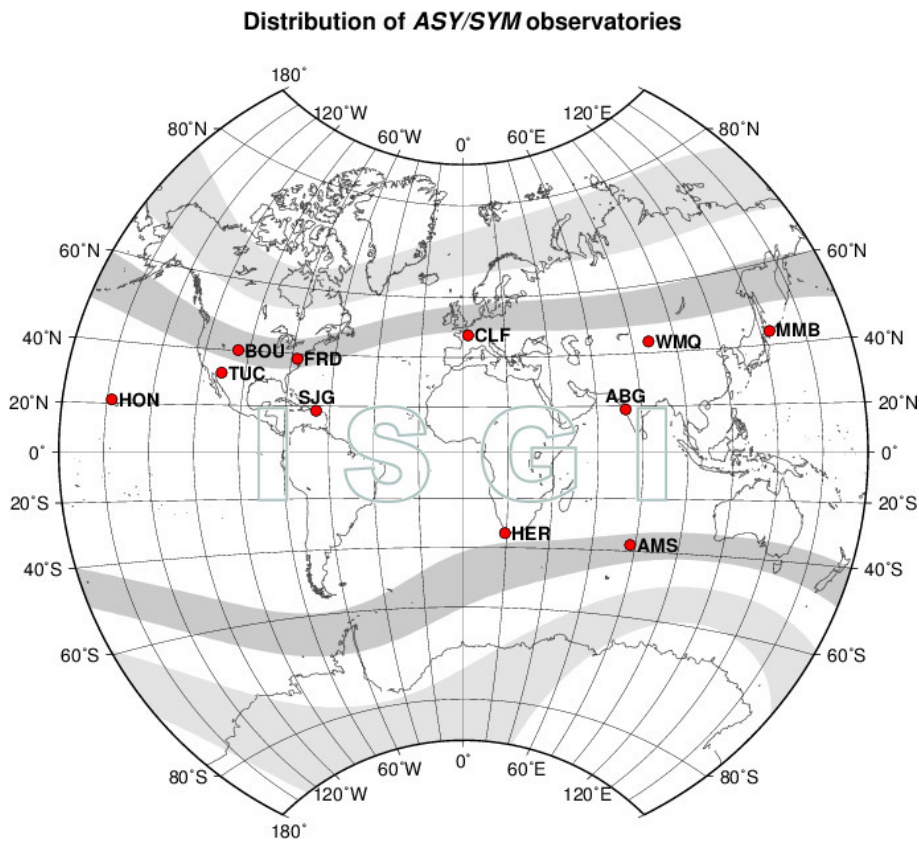 Distribution of ASY/SYM observatories
180°
120°W
120°E
80°N
60°W
0°
60°E
80°N
60°N
60°N
40°N
CLF
WMQ
MMB
40°N
BOU
FRD
TUC
HON
SJG
ABG
20°N
20°N
ISGI
0°
0°
20°S
20°S
HER
AMS
40°S
40°S
60°S
60°S
80°S
60°W
0°
60°E
80°S
120°W
120°E
180°